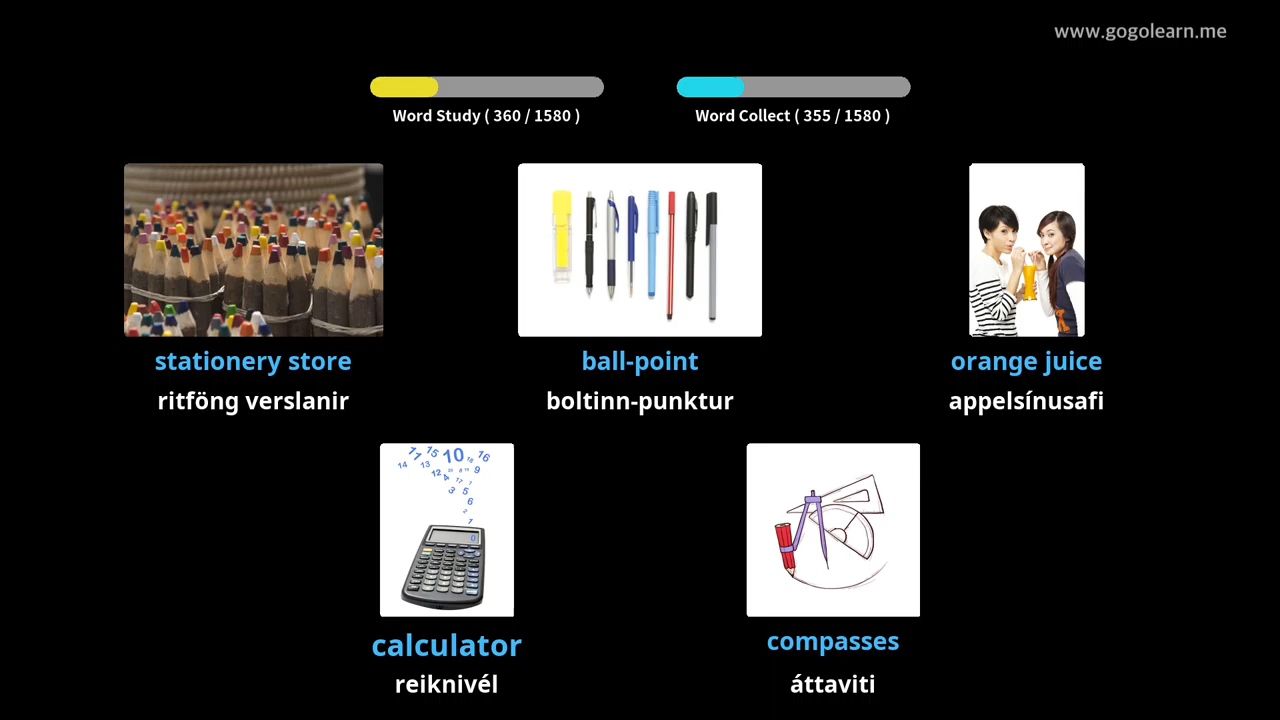 www.gogolearn.me
Word Study ( 360 / 1580 )
Word Collect ( 355 / 1580 )
stationery store
ritföng verslanir
ball-point
boltinn-punktur
orange juice
appelsínusafi
calculator
reiknivél
compasses
áttaviti